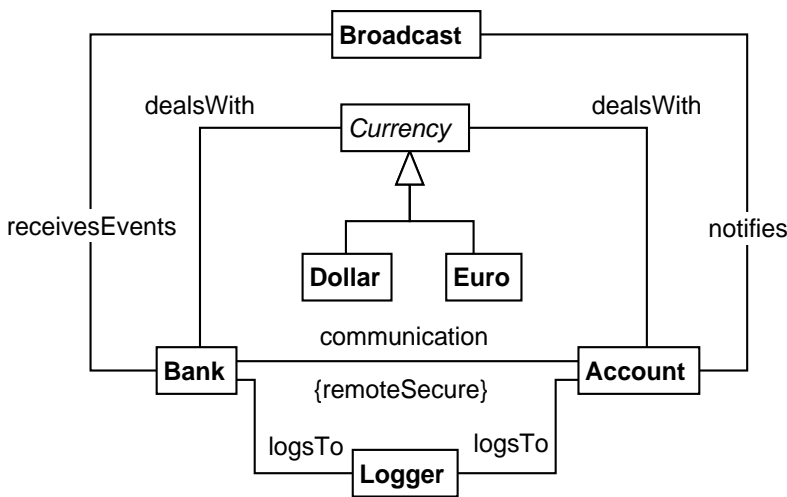 Broadcast
dealsWith
dealsWith
Currency
receivesEvents
notifies
Dollar
Euro
communication
Bank
Account
{remoteSecure}
logsTo
logsTo
Logger